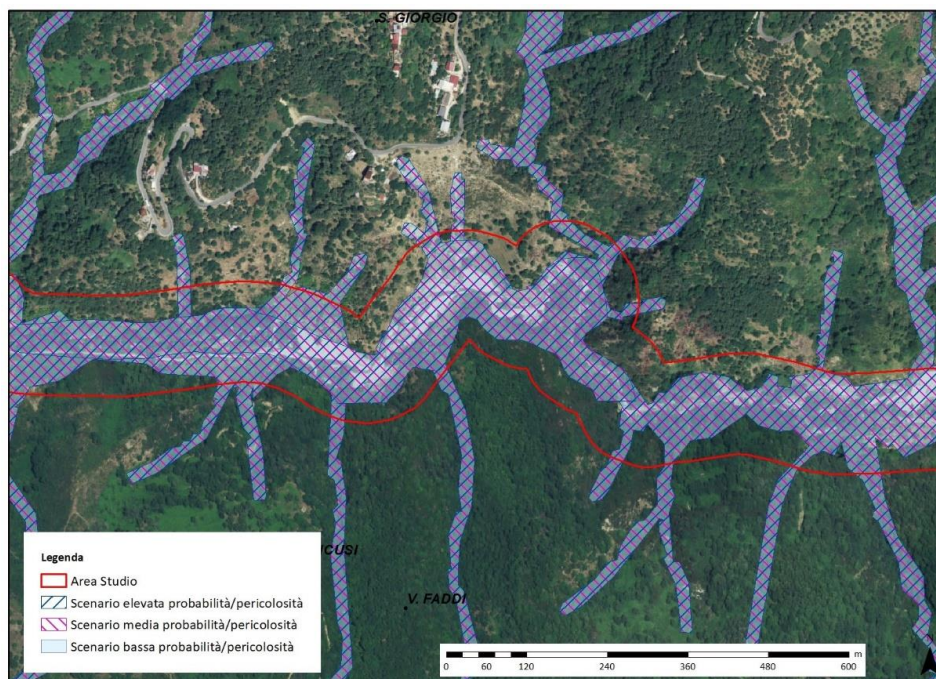 S. GIORGIO
ICUSI
V. FADDI
Legenda
Area Studio
Scenario elevata probabilità/pericolosità
Scenario media probabilità/pericolosità
Scenario bassa probabilità/pericolosità
m
0 60 120 240 360 480 600